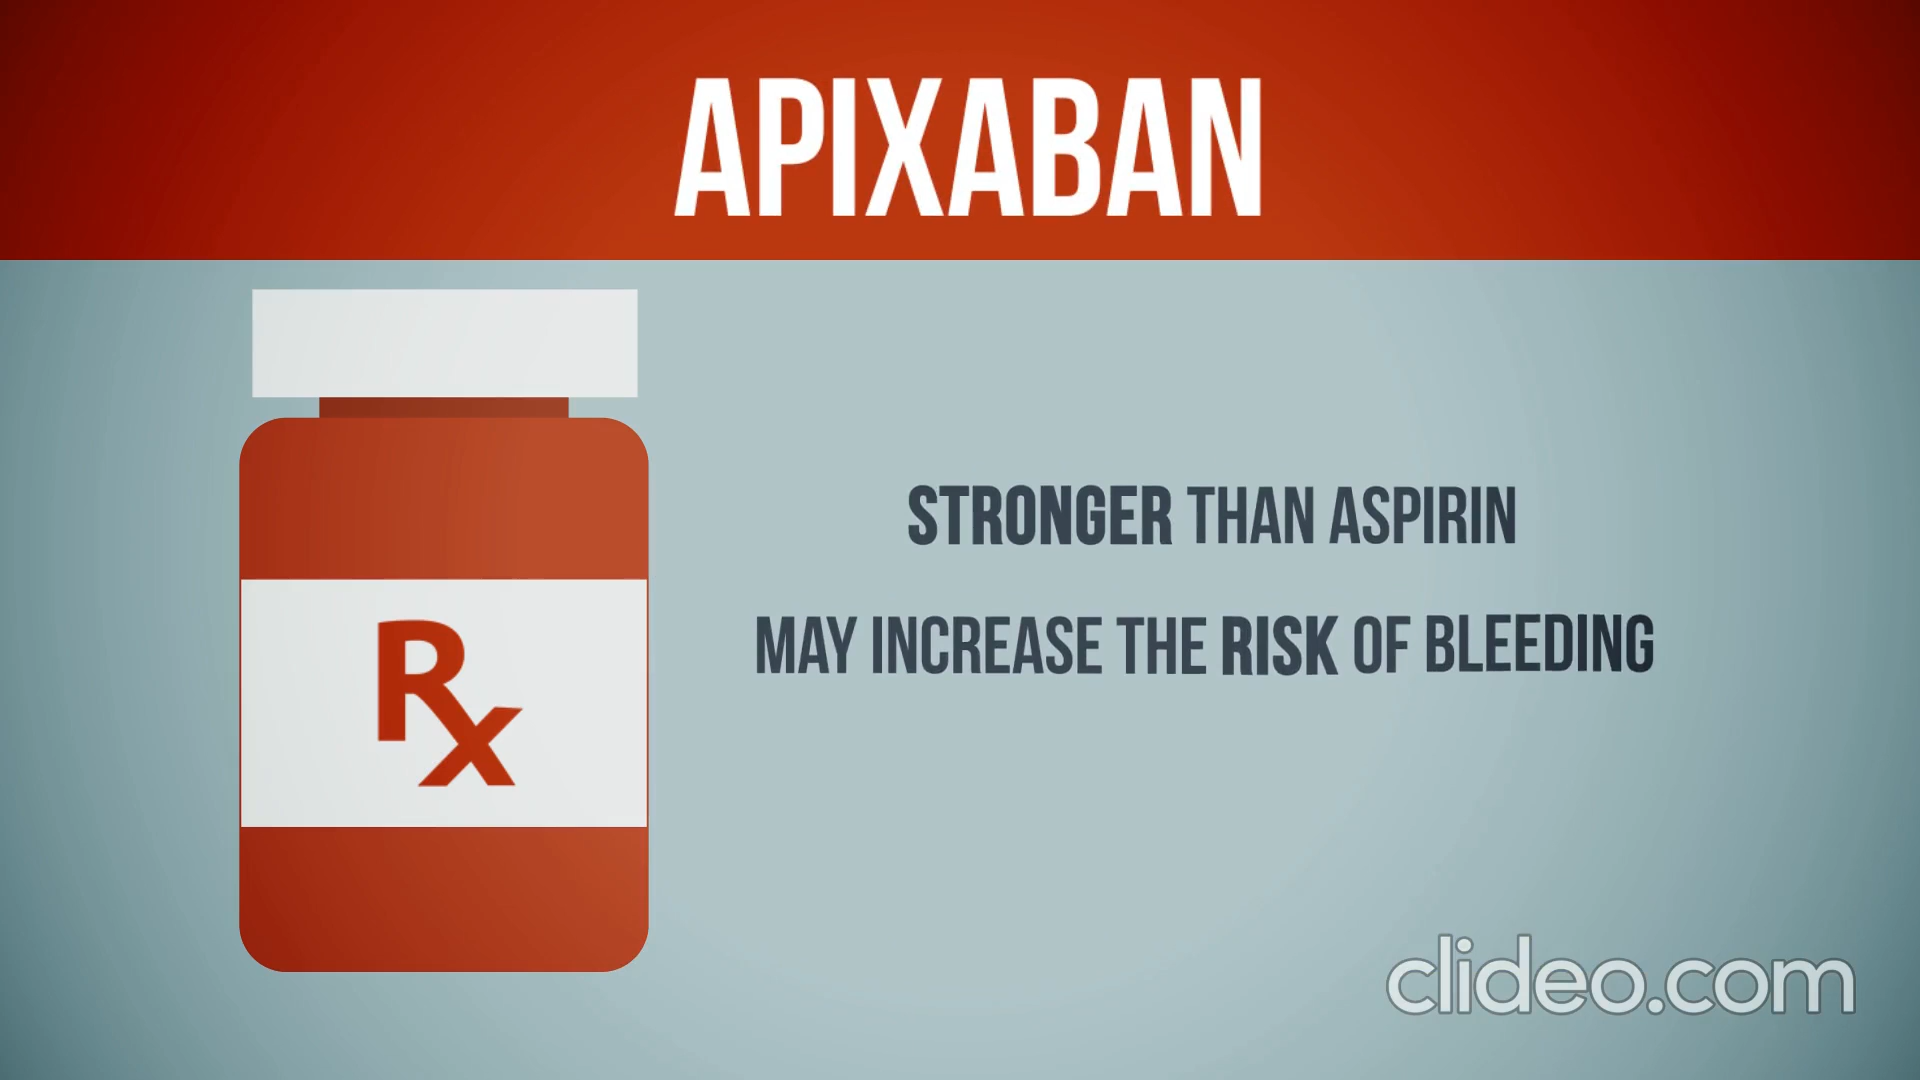 APIXABAN
STRONGER THAN ASPIRIN
MAY INCREASE THE RISK OF BLEEDING
Rx
clideo.com